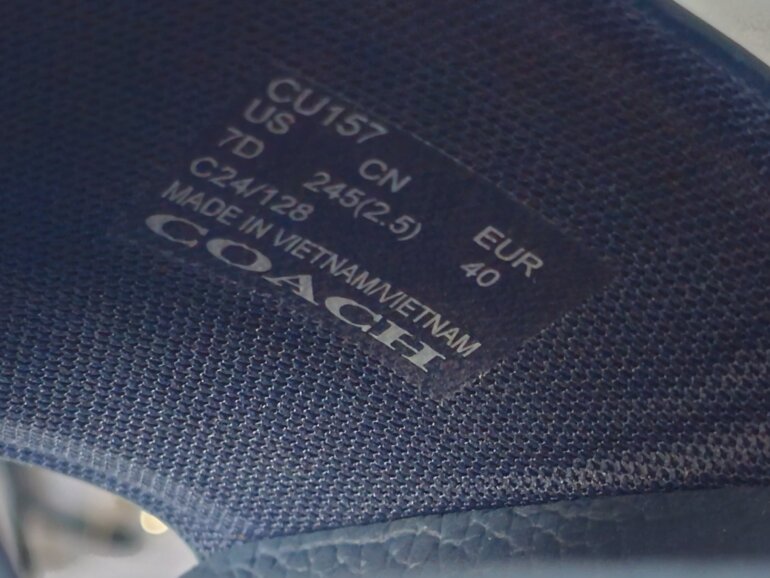 CU157
US CN EUR
7D 245(2.5) 40
C24/128
MADE IN VIETNAM/VIETNAM
COACH